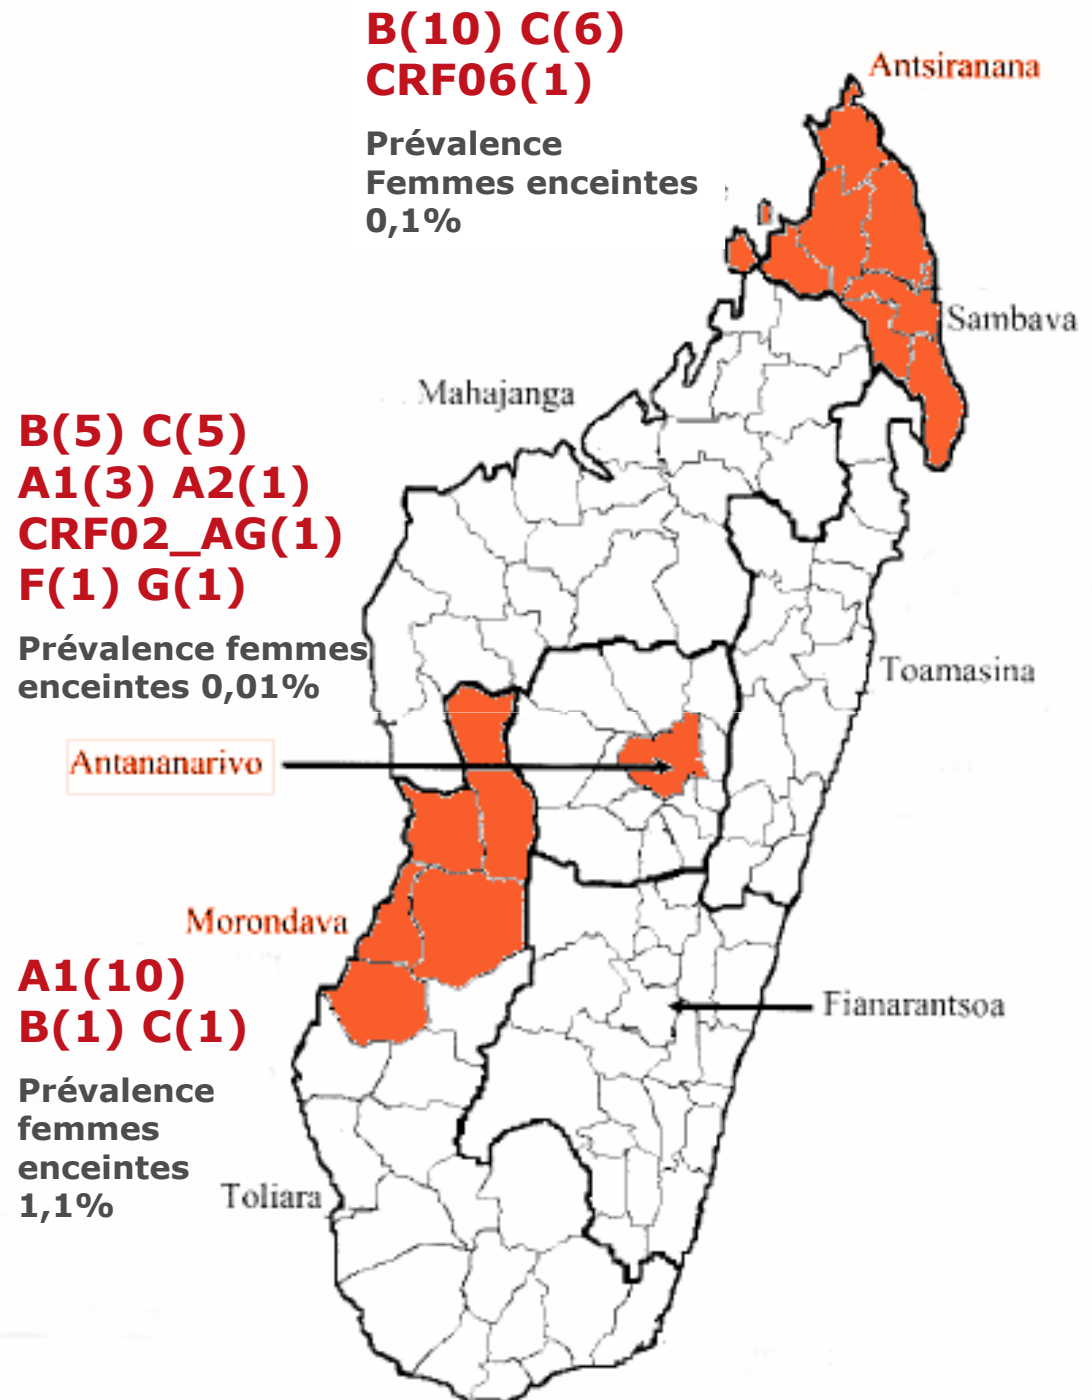 B(10) C(6)
CRF06(1)
Prévalence
Femmes enceintes
0,1%
Antsiranana
Sambava
Mahajanga
B(5) C(5)
A1(3) A2(1)
CRF02_AG(1)
F(1) G(1)
Prévalence femmes
enceintes 0,01%
Toamasina
Antananarivo
Morondava
A1(10)
B(1) C(1)
Fianarantsoa
Prévalence
femmes
enceintes
1,1%
Toliara